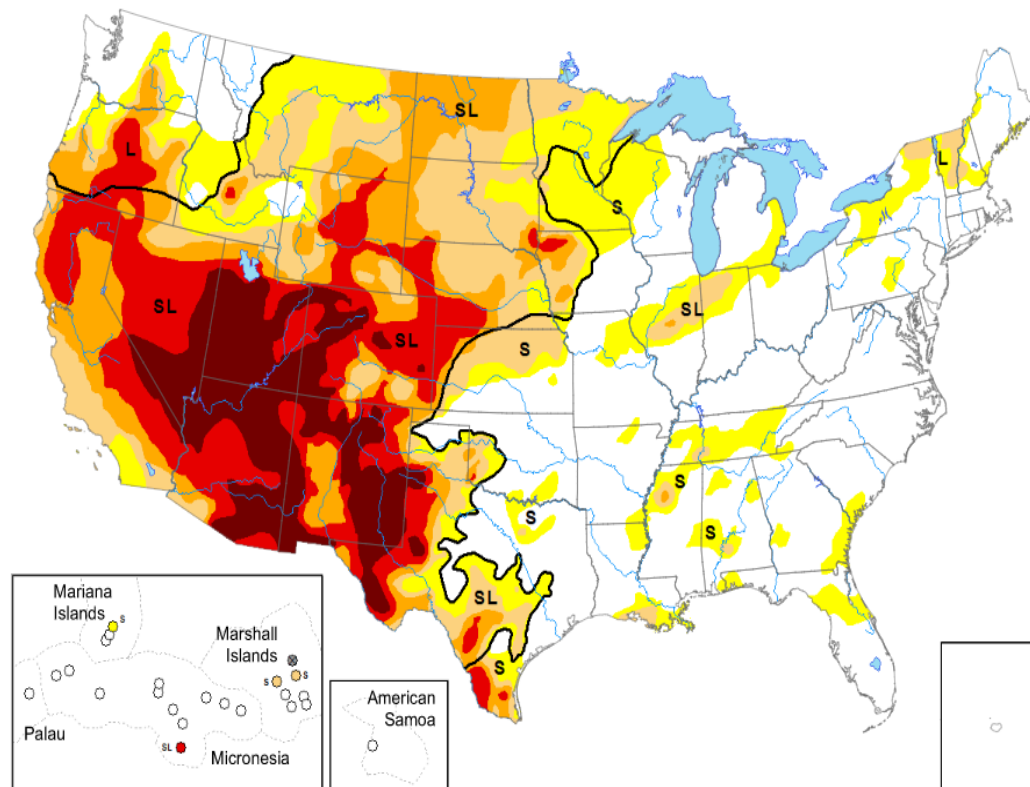 SL
L
L
S
SL
SL
SL
S
S
S
S
SL
S
Mariana
Islands
S
Marshall
Islands
S
S
Palau
SL
Micronesia
American
Samoa